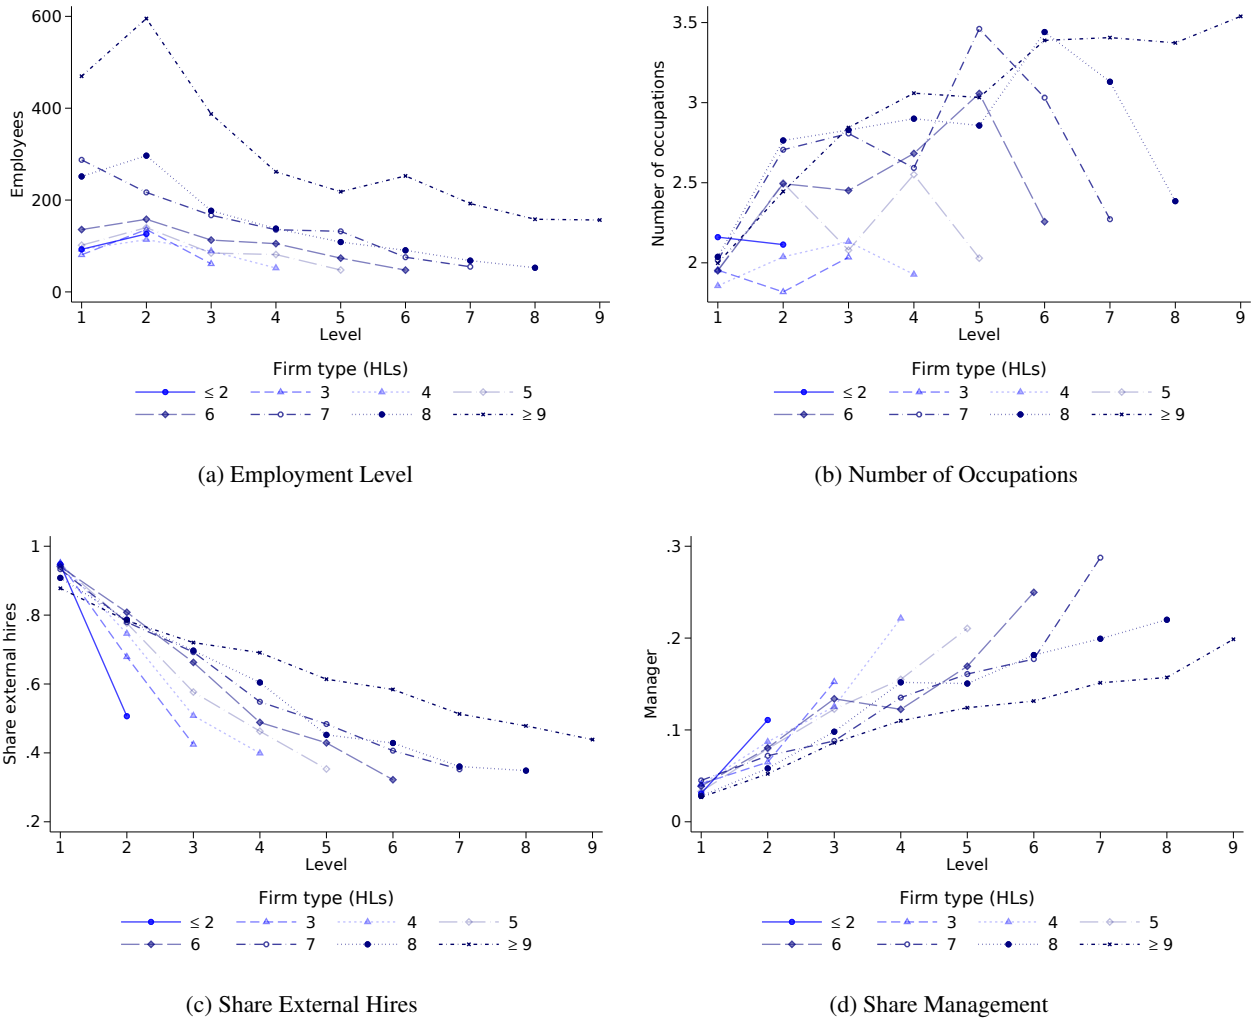 600
400
200
0
Employees
1 2 3 4 5 6 7 8 9
Level
Firm type (HLs)
≤ 2 3 4 5
6 7 8 ≥ 9
(a) Employment Level
3.5
3
2.5
2
Number of occupations
1 2 3 4 5 6 7 8 9
Level
Firm type (HLs)
≤ 2 3 4 5
6 7 8 ≥ 9
(b) Number of Occupations
1
.8
.6
.4
.2
Share external hires
1 2 3 4 5 6 7 8 9
Level
Firm type (HLs)
≤ 2 3 4 5
6 7 8 ≥ 9
(c) Share External Hires
.3
.2
.1
0
Manager
1 2 3 4 5 6 7 8 9
Level
Firm type (HLs)
≤ 2 3 4 5
6 7 8 ≥ 9
(d) Share Management